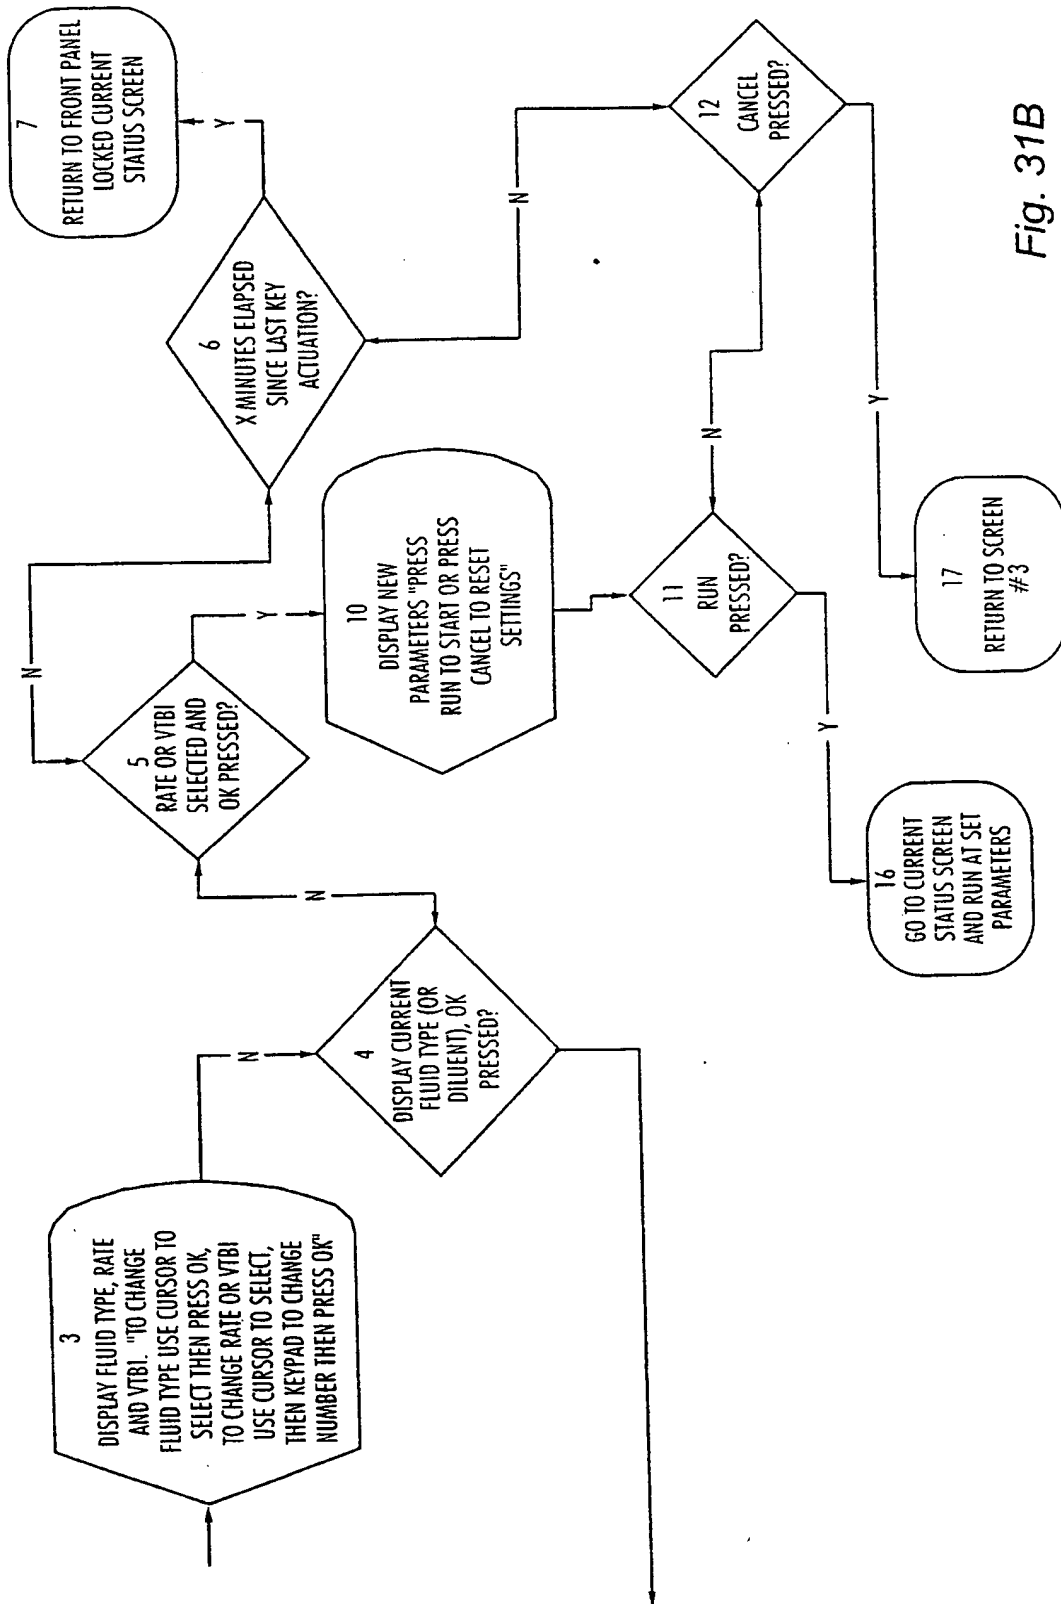 3
DISPLAY FLUID TYPE, RATE
AND VTBI. "TO CHANGE
FLUID TYPE USE CURSOR TO
SELECT THEN PRESS OK,
TO CHANGE RATE OR VTBI
USE CURSOR TO SELECT,
THEN KEYPAD TO CHANGE
NUMBER THEN PRESS OK"
N
4
DISPLAY CURRENT
FLUID TYPE (OR
DILUENT), OK
PRESSED?
N
5
RATE OR VTBI
SELECTED AND
OK PRESSED?
N
Y
6
X MINUTES ELAPSED
SINCE LAST KEY
ACTUATION?
Y
7
RETURN TO FRONT PANEL
LOCKED CURRENT
STATUS SCREEN
N
10
DISPLAY NEW
PARAMETERS "PRESS
RUN TO START OR PRESS
CANCEL TO RESET
SETTINGS"
11
RUN
PRESSED?
N
Y
12
CANCEL
PRESSED?
Y
16
GO TO CURRENT
STATUS SCREEN
AND RUN AT SET
PARAMETERS
17
RETURN TO SCREEN
#3
Fig. 31B